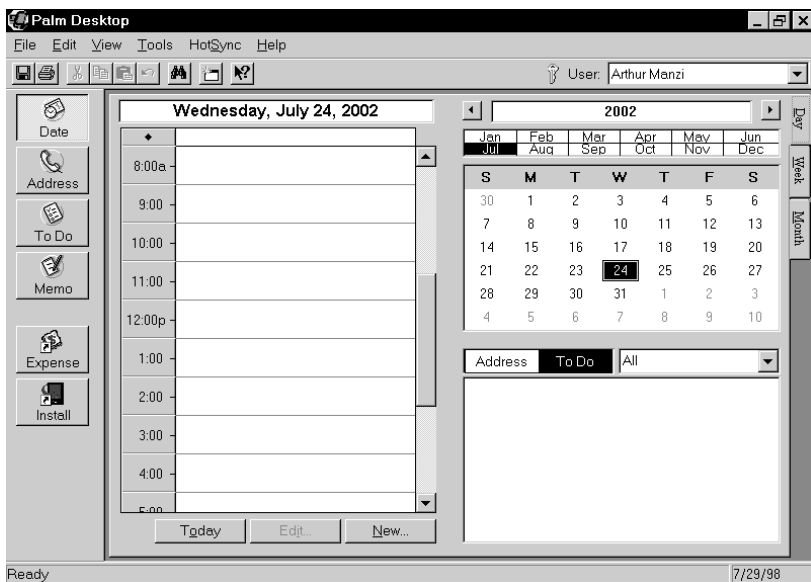 Palm Desktop
File Edit View Tools HotSync Help
User: Arthur Manzi
Date
Address
To Do
Memo
Expense
Install
Wednesday, July 24, 2002
8:00a
9:00
10:00
11:00
12:00p
1:00
2:00
3:00
4:00
5:00
Today Edit... New...
2002
Jan Feb Mar Apr May Jun
Jul Aug Sep Oct Nov Dec
S M T W T F S
30 1 2 3 4 5 6
7 8 9 10 11 12 13
14 15 16 17 18 19 20
21 22 23 24 25 26 27
28 29 30 31 1 2 3
4 5 6 7 8 9 10
Address To Do All
Day
Week
Month
Ready 7/29/98